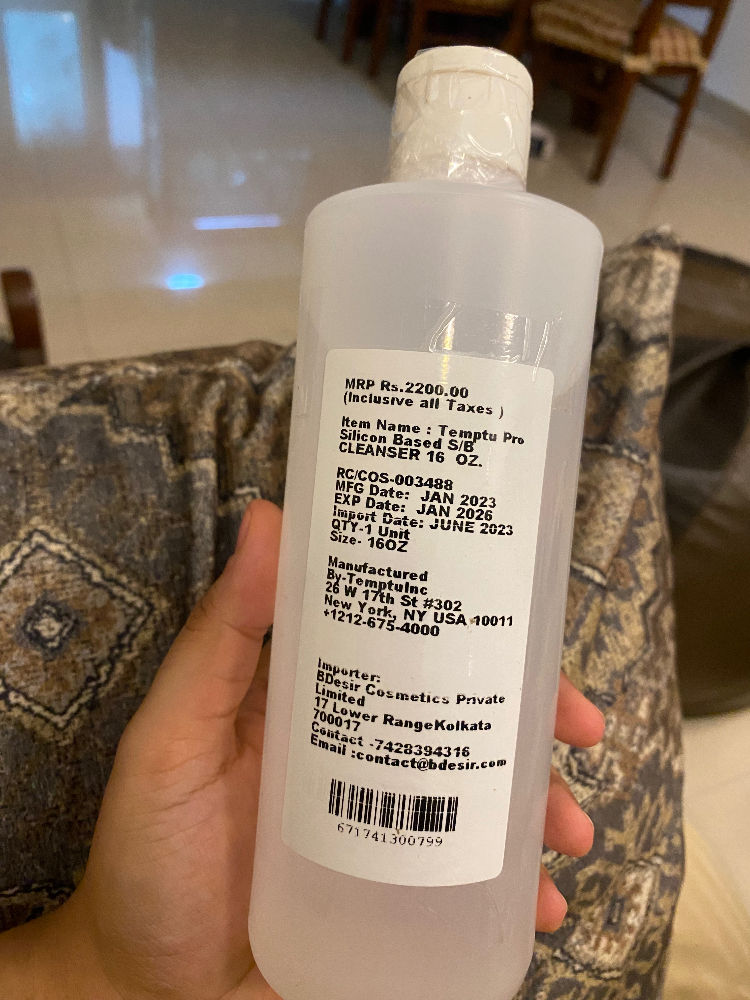 MRP Rs.2200.00
(Inclusive all Taxes )
Item Name : Temptu Pro
Silicon Based S/B
CLEANSER 16 OZ.
RC/COS-003488
MFG Date: JAN 2023
EXP Date: JAN 2026
Import Date: JUNE 2023
QTY-1 Unit
Size- 16OZ
Manufactured
By-TemptuInc
26 W 17th St #302
New York, NY USA 10011
+1212-675-4000
Importer:
BDesir Cosmetics Private
Limited
17 Lower RangeKolkata
700017
Contact -7428394316
Email :contact@bdesir.com
671741300799